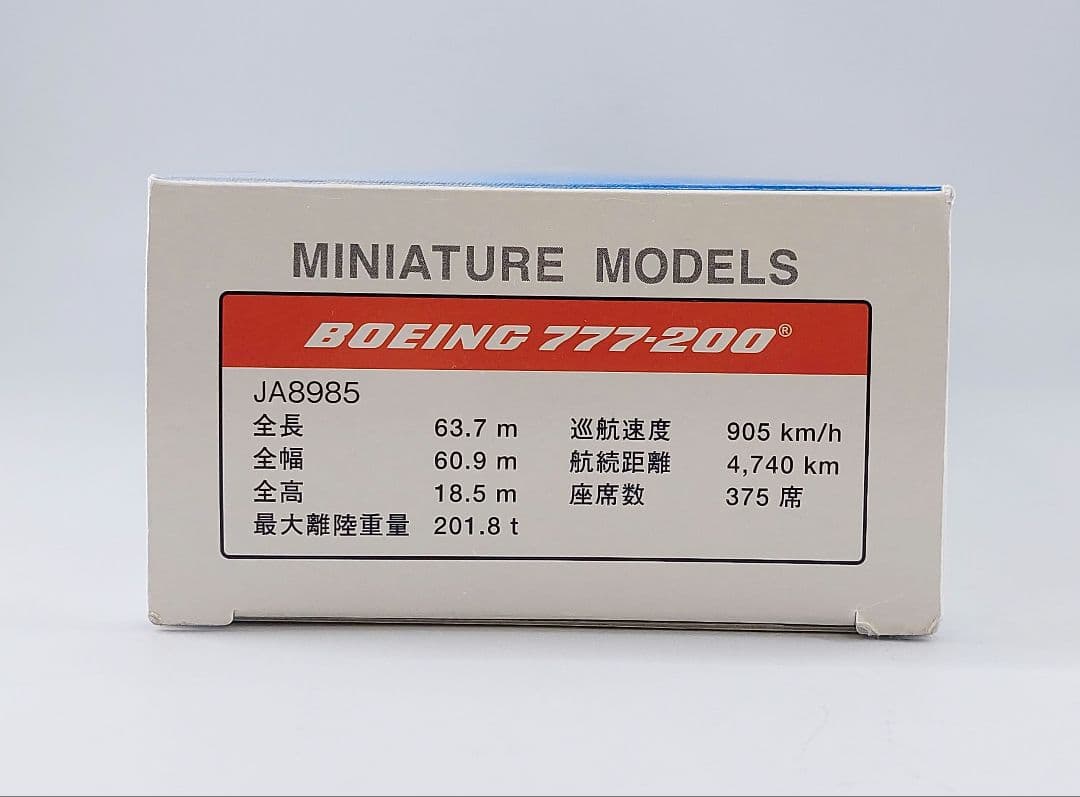 MINIATURE MODELS
BOEING 777-200®
JA8985
全長 63.7 m 巡航速度 905 km/h
全幅 60.9 m 航続距離 4,740 km
全高 18.5 m 座席数 375 席
最大離陸重量 201.8 t